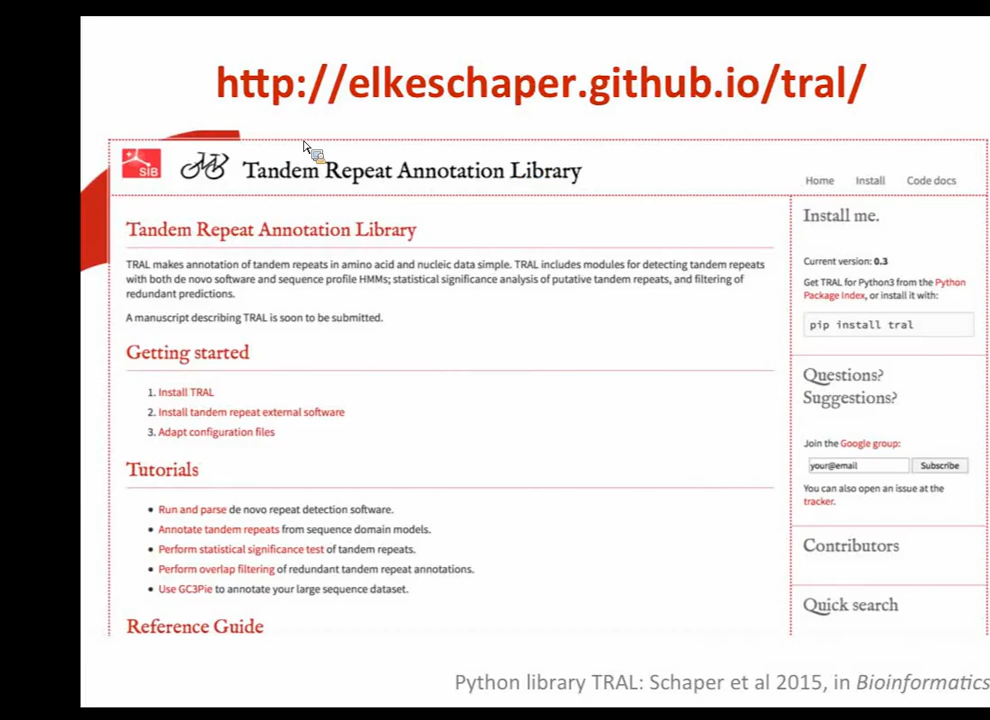 http://elkeschaper.github.io/tral/
SIB
Tandem Repeat Annotation Library
Home Install Code docs
Tandem Repeat Annotation Library
TRAL makes annotation of tandem repeats in amino acid and nucleic data simple. TRAL includes modules for detecting tandem repeats
with both de novo software and sequence profile HMMs; statistical significance analysis of putative tandem repeats, and filtering of
redundant predictions.
A manuscript describing TRAL is soon to be submitted.
Getting started
1. Install TRAL
2. Install tandem repeat external software
3. Adapt configuration files
Tutorials
• Run and parse de novo repeat detection software.
• Annotate tandem repeats from sequence domain models.
• Perform statistical significance test of tandem repeats.
• Perform overlap filtering of redundant tandem repeat annotations.
• Use GC3Pie to annotate your large sequence dataset.
Reference Guide
Install me.
Current version: 0.3
Get TRAL for Python3 from the Python
Package Index, or install it with:
pip install tral
Questions?
Suggestions?
Join the Google group:
your@email Subscribe
You can also open an issue at the
tracker.
Contributors
Quick search
Python library TRAL: Schaper et al 2015, in Bioinformatics